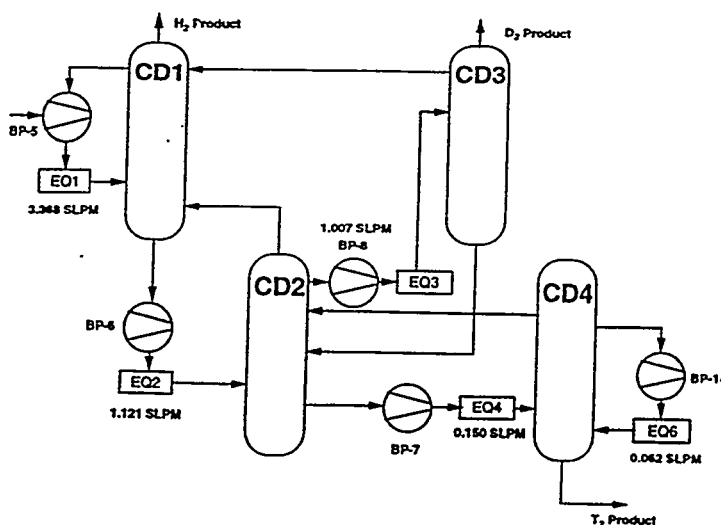 H2 Product
D2 Product
CD1
CD3
BP-5
EQ1
3.368 SLPM
1.007 SLPM
BP-8
EQ3
CD2
CD4
BP-6
EQ2
1.121 SLPM
BP-7
EQ4
0.150 SLPM
EQ6
0.062 SLPM
T2 Product